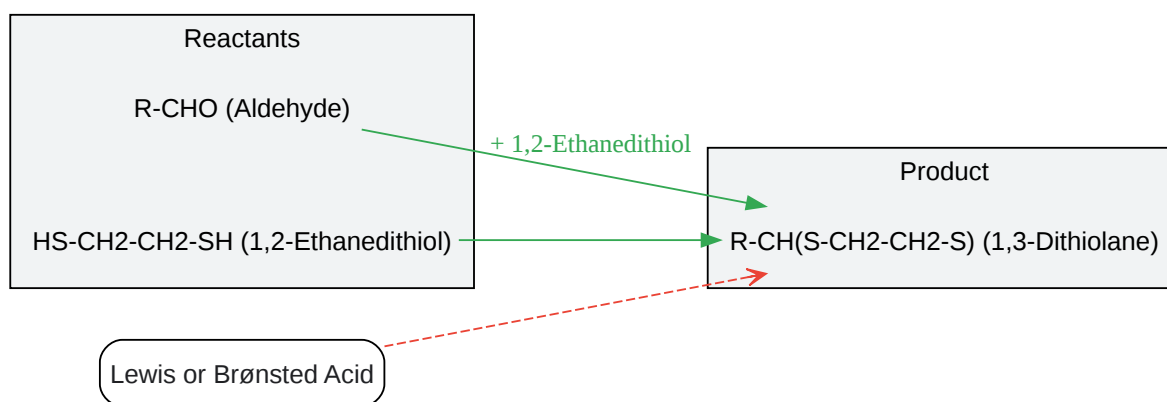 Reactants
R-CHO (Aldehyde)
+ 1,2-Ethanedithiol
Product
HS-CH2-CH2-SH (1,2-Ethanedithiol)
R-CH(S-CH2-CH2-S) (1,3-Dithiolane)
Lewis or Brønsted Acid